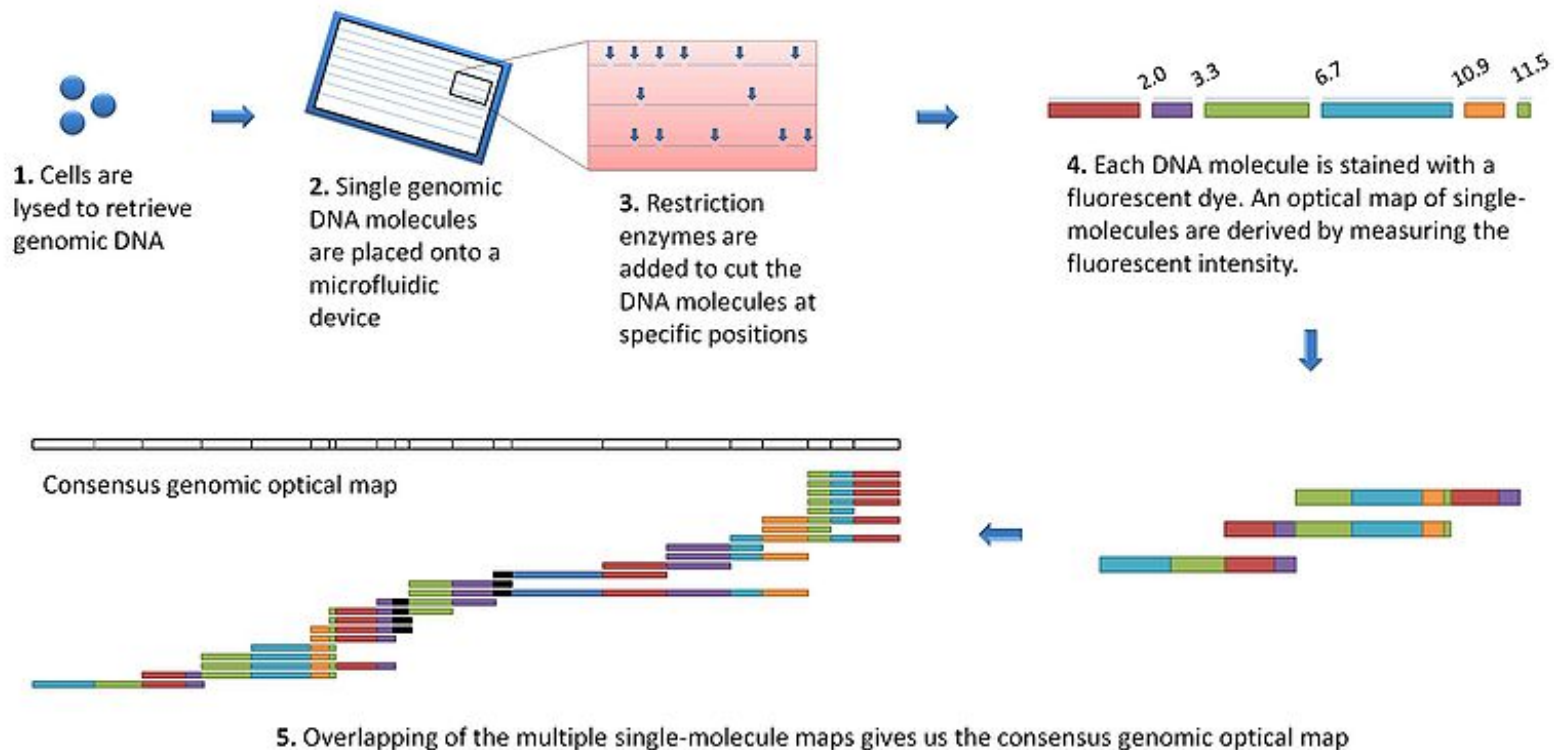 1. Cells are
lysed to retrieve
genomic DNA
2. Single genomic
DNA molecules
are placed onto a
microfluidic
device
3. Restriction
enzymes are
added to cut the
DNA molecules at
specific positions
2.0 3.3 6.7 10.9 11.5
4. Each DNA molecule is stained with a
fluorescent dye. An optical map of single-
molecules are derived by measuring the
fluorescent intensity.
Consensus genomic optical map
5. Overlapping of the multiple single-molecule maps gives us the consensus genomic optical map